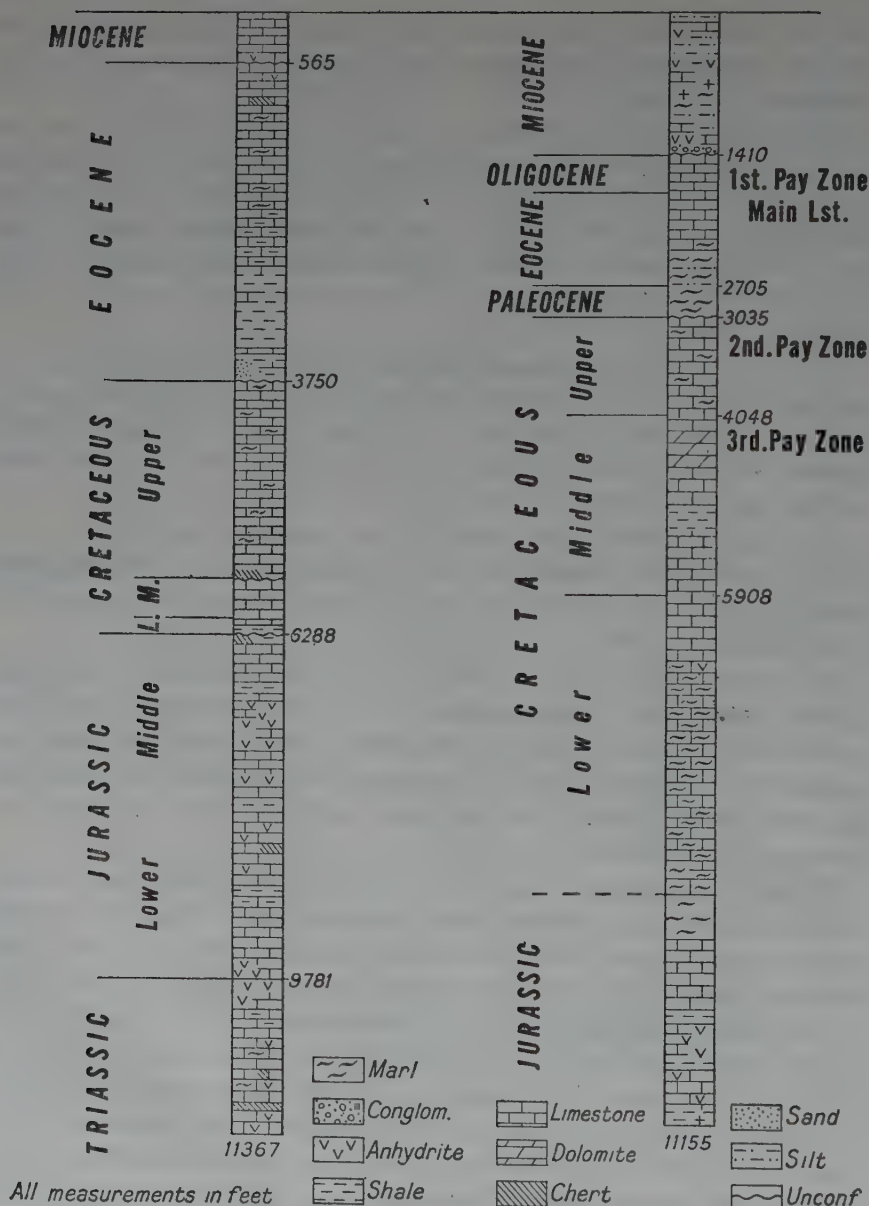 MIOCENE
565
EOCENE
3750
CRETACEOUS
Upper
L. M.
6288
JURASSIC
Middle
Lower
9781
TRIASSIC
11367
MIOCENE
1410
OLIGOCENE
1st. Pay Zone
Main Lst.
EOCENE
2705
PALEOCENE
3035
2nd. Pay Zone
CRETACEOUS
Upper
4048
3rd. Pay Zone
Middle
5908
Lower
JURASSIC
11155
Marl
Conglom.
Anhydrite
Shale
Limestone
Dolomite
Chert
Sand
Silt
Unconf
All measurements in feet